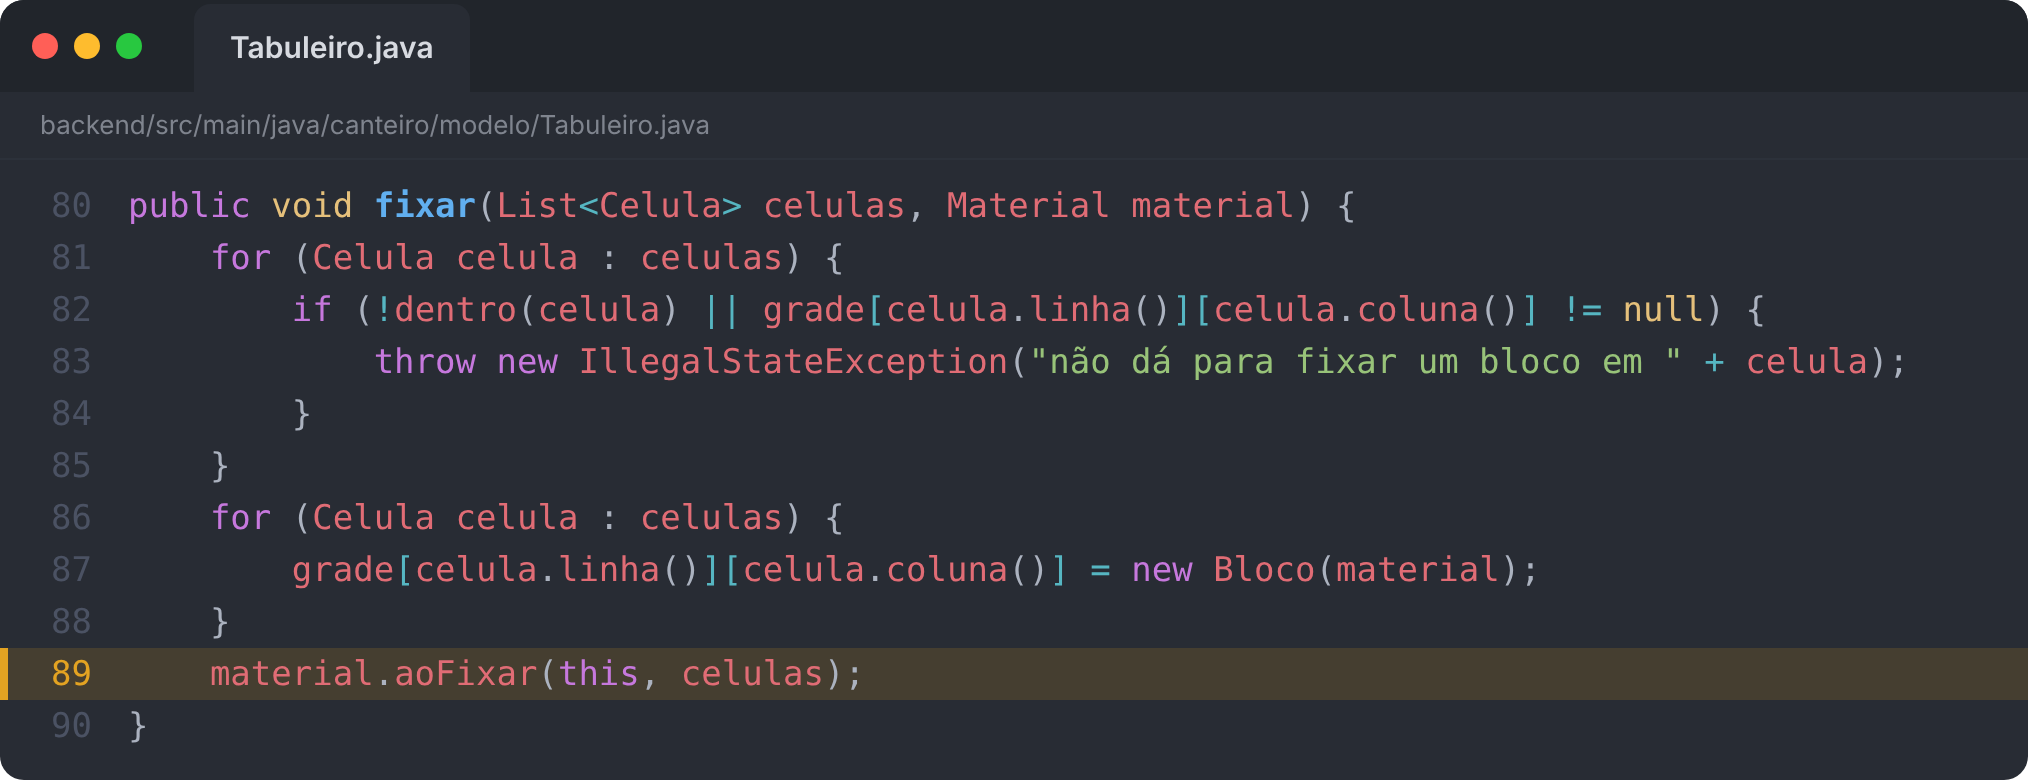 Tabuleiro.java
backend/src/main/java/canteiro/modelo/Tabuleiro.java
80 public void fixar(List<Celula> celulas, Material material) {
81     for (Celula celula : celulas) {
82         if (!dentro(celula) || grade[celula.linha()][celula.coluna()] != null) {
83             throw new IllegalStateException("não dá para fixar um bloco em " + celula);
84         }
85     }
86     for (Celula celula : celulas) {
87         grade[celula.linha()][celula.coluna()] = new Bloco(material);
88     }
89     material.aoFixar(this, celulas);
90 }